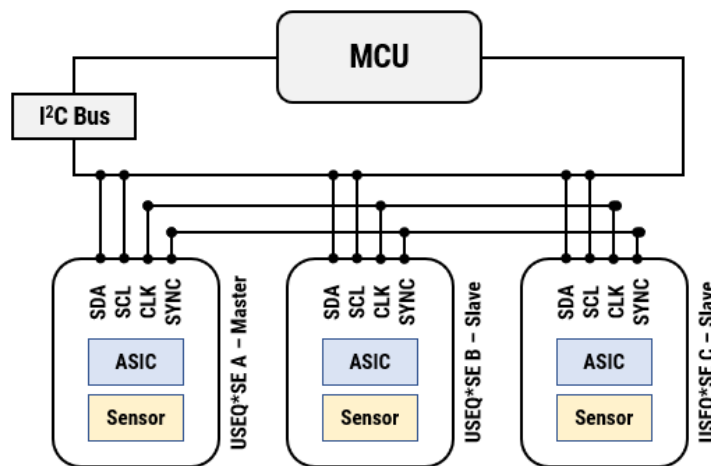 MCU
I²C Bus
SDA
SCL
CLK
SYNC
USEQ*SE A – Master
ASIC
Sensor
SDA
SCL
CLK
SYNC
USEQ*SE B – Slave
ASIC
Sensor
SDA
SCL
CLK
SYNC
USEQ*SE C – Slave
ASIC
Sensor